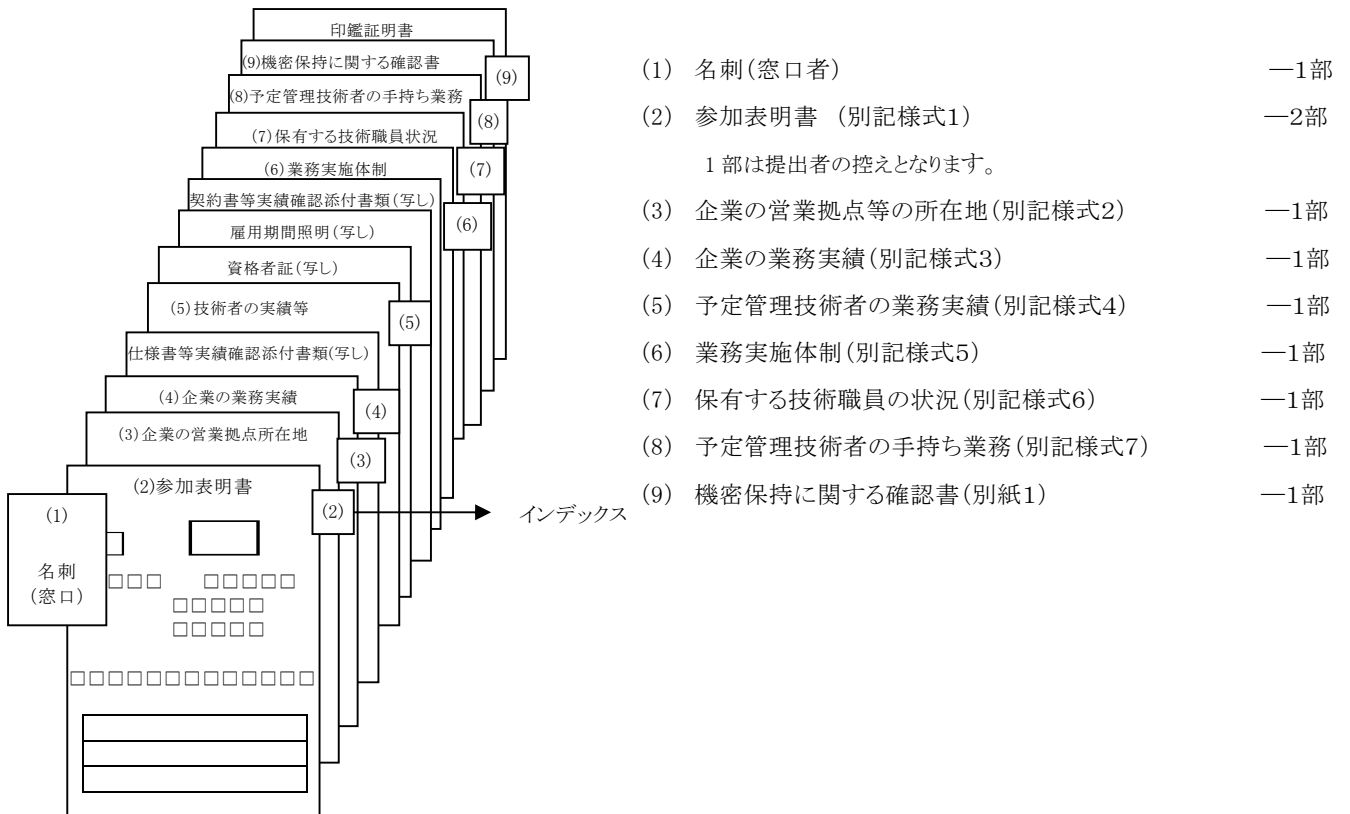 印鑑証明書
(9)機密保持に関する確認書
(9)
(8)予定管理技術者の手持ち業務
(8)
(7)保有する技術職員状況
(7)
(6)業務実施体制
(6)
契約書等実績確認添付書類(写し)
雇用期間照明(写し)
資格者証(写し)
(5)技術者の実績等
(5)
仕様書等実績確認添付書類(写し)
(4)企業の業務実績
(4)
(3)企業の営業拠点所在地
(3)
(2)参加表明書
(2)
インデックス
(1)
名刺
(窓口)
□□□ □□□□□
□□□□□
□□□□□
□□□□□□□□□□□□□
(1) 名刺(窓口者) ―1部
(2) 参加表明書 (別記様式1) ―2部
1部は提出者の控えとなります。
(3) 企業の営業拠点等の所在地(別記様式2) ―1部
(4) 企業の業務実績(別記様式3) ―1部
(5) 予定管理技術者の業務実績(別記様式4) ―1部
(6) 業務実施体制(別記様式5) ―1部
(7) 保有する技術職員の状況(別記様式6) ―1部
(8) 予定管理技術者の手持ち業務(別記様式7) ―1部
(9) 機密保持に関する確認書(別紙1) ―1部